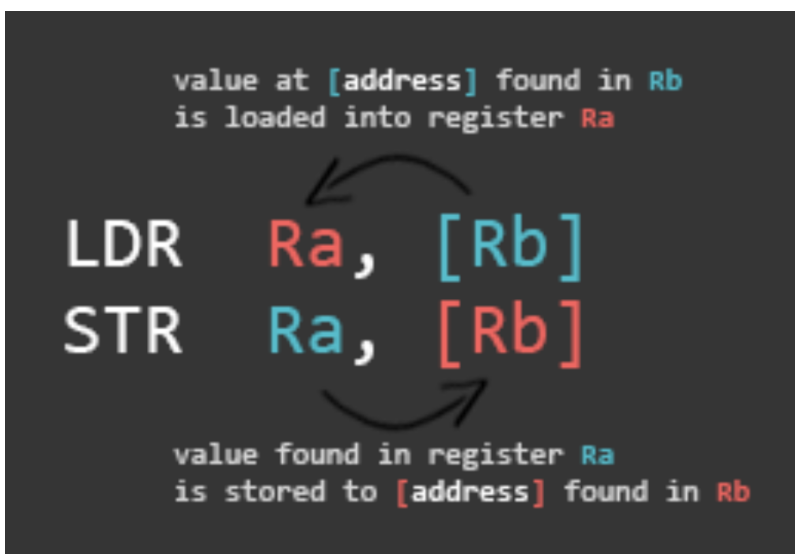 value at [address] found in Rb
is loaded into register Ra
LDR Ra, [Rb]
STR Ra, [Rb]
value found in register Ra
is stored to [address] found in Rb